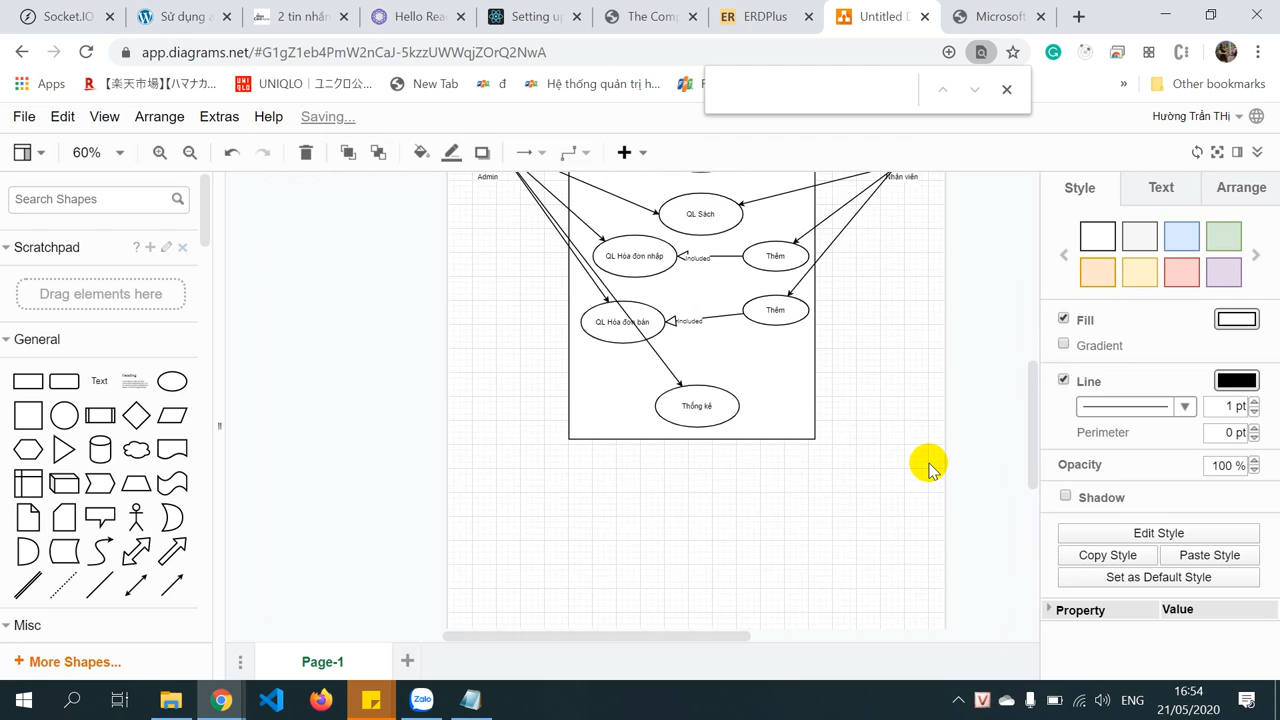 Socket.IO
Sử dụng a
2 tin nhắn
Hello Rea
Setting up
The Comp
ERDPlus
Untitled D
Microsoft
app.diagrams.net/#G1gZ1eb4PmW2nCaJ-5kzzUWWqjZOrQ2NwA
Apps
【楽天市場】【ハマナカ...
UNIQLO | ユニクロ公...
New Tab
đ
Hệ thống quản trị h...
Other bookmarks
File Edit View Arrange Extras Help Saving...
Hường Trần THị
60%
Search Shapes
Scratchpad
Drag elements here
General
Text
Heading
Misc
+ More Shapes...
Admin
Nhân viên
QL Sách
QL Hóa đơn nhập
Included
Thêm
QL Hóa đơn bán
Included
Thêm
Thống kê
Page-1
Style Text Arrange
Fill
Gradient
Line
1 pt
Perimeter
0 pt
Opacity
100 %
Shadow
Edit Style
Copy Style
Paste Style
Set as Default Style
Property
Value
Zalo
ENG
16:54
21/05/2020